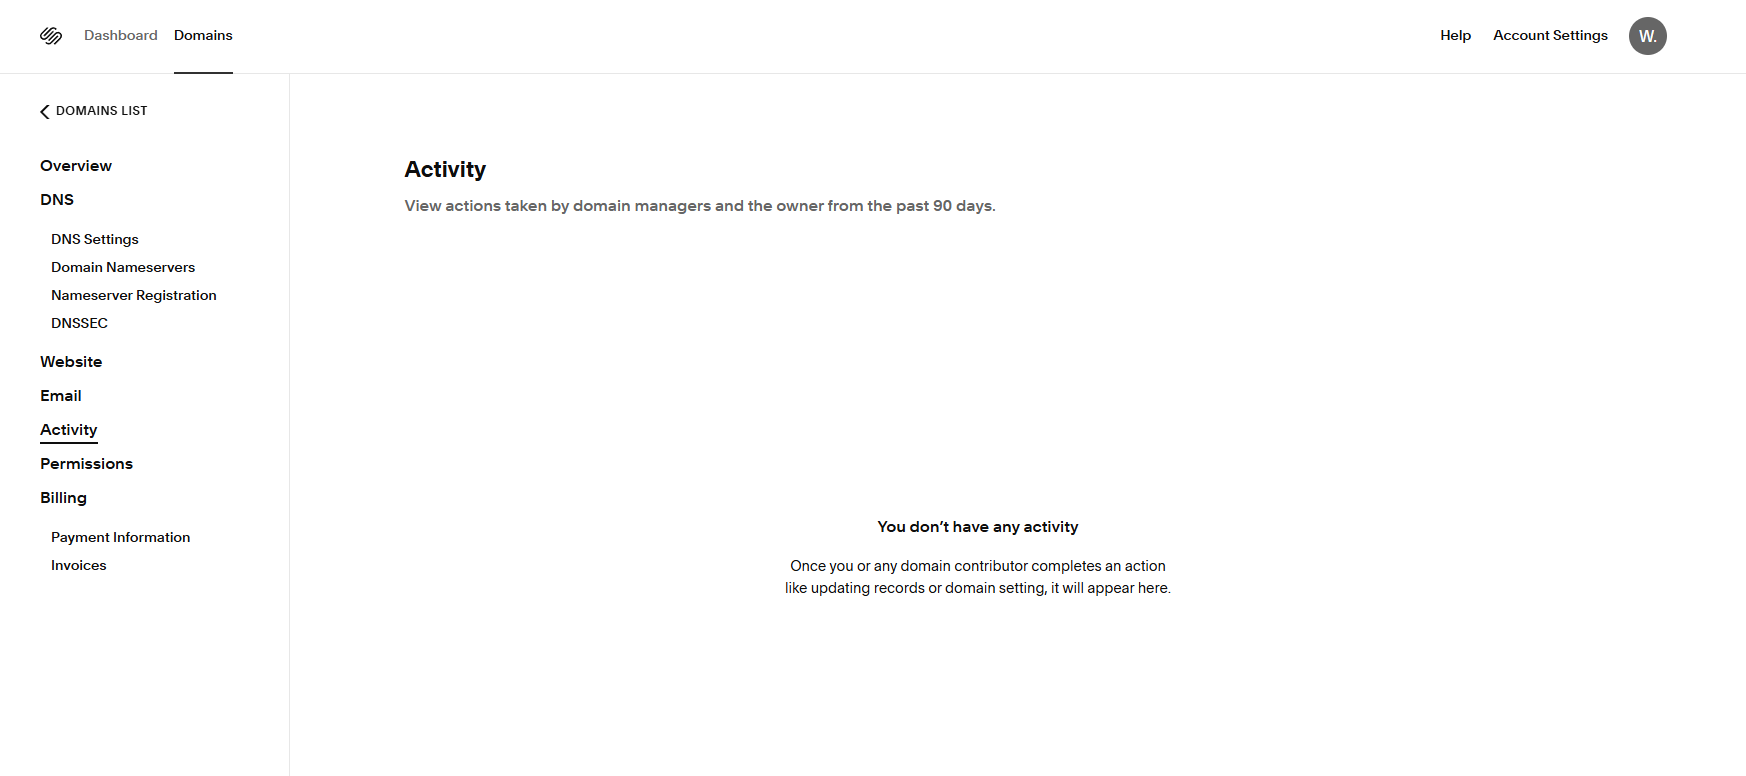 Dashboard Domains Help Account Settings W.
DOMAINS LIST
Overview
DNS
DNS Settings
Domain Nameservers
Nameserver Registration
DNSSEC
Website
Email
Activity
Permissions
Billing
Payment Information
Invoices
Activity
View actions taken by domain managers and the owner from the past 90 days.
You don’t have any activity
Once you or any domain contributor completes an action
like updating records or domain setting, it will appear here.